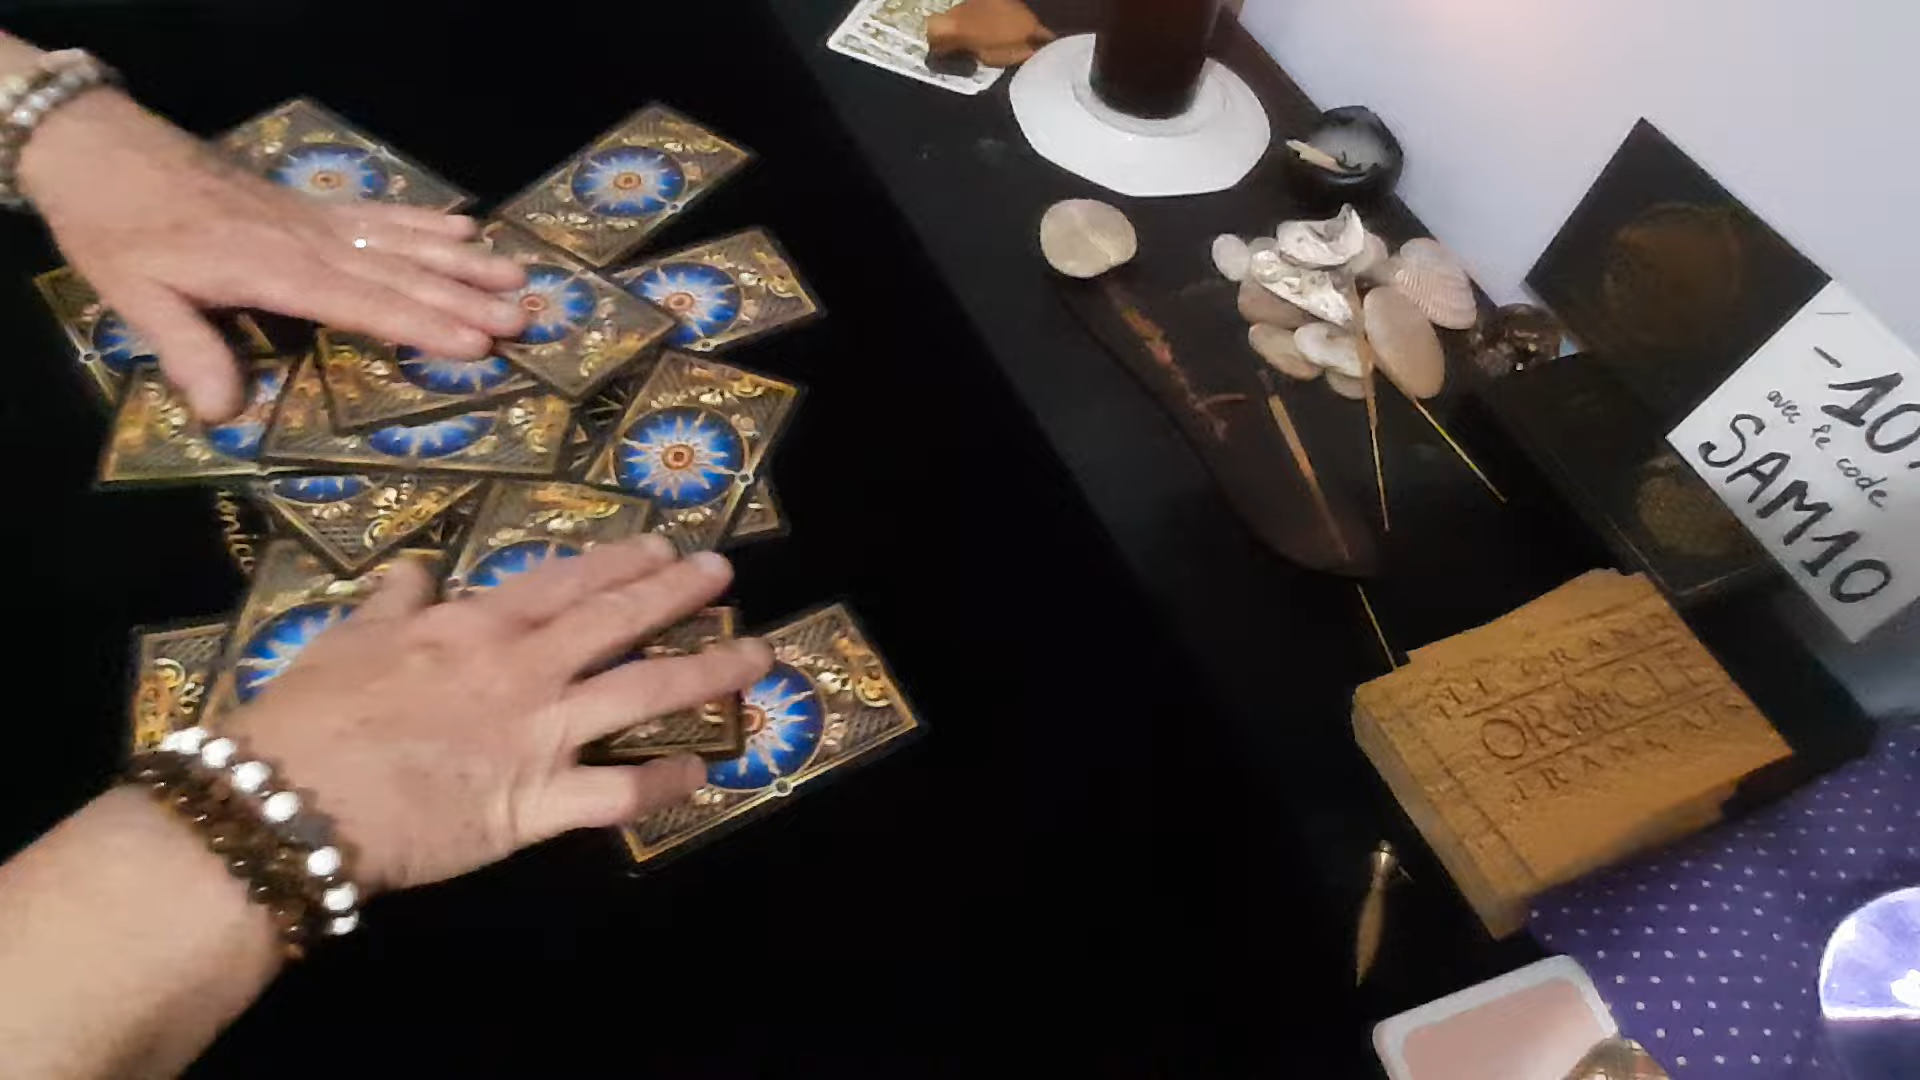 -10%
avec le code
SAM10
LE GRAND
ORACLE
FRANÇAIS